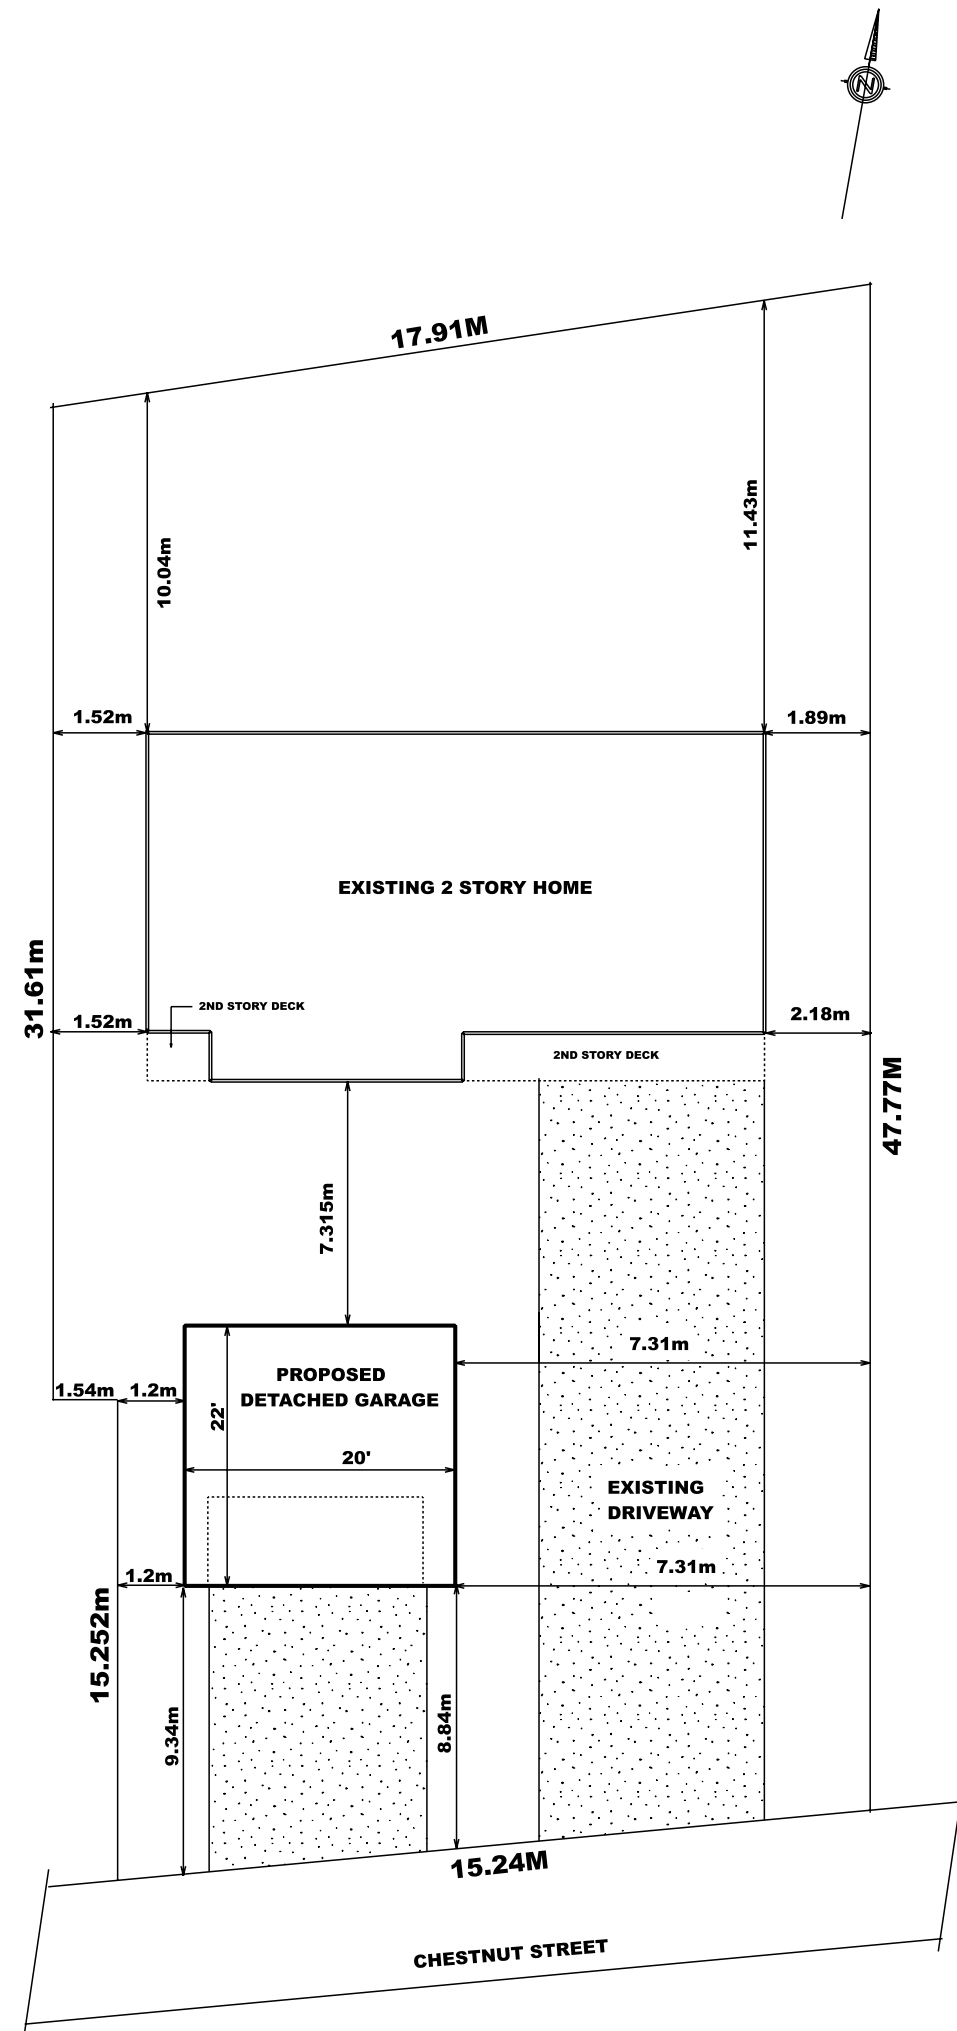 N
17.91M
11.43m
10.04m
1.52m
1.89m
EXISTING 2 STORY HOME
31.61m
2ND STORY DECK
1.52m
2.18m
2ND STORY DECK
47.77M
7.315m
7.31m
PROPOSED
DETACHED GARAGE
1.54m
1.2m
22'
20'
EXISTING
DRIVEWAY
7.31m
1.2m
15.252m
9.34m
8.84m
15.24M
CHESTNUT STREET